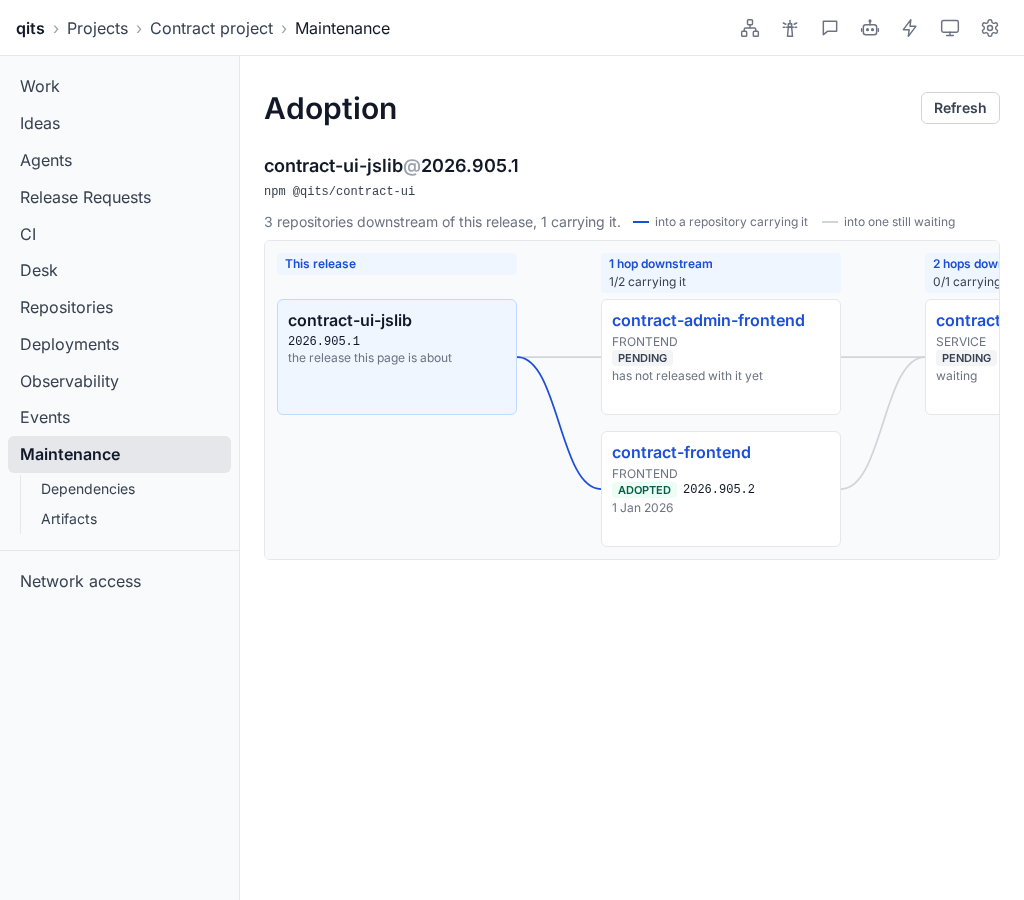 qits › Projects › Contract project › Maintenance
Work
Ideas
Agents
Release Requests
CI
Desk
Repositories
Deployments
Observability
Events
Maintenance
Dependencies
Artifacts
Network access
Adoption
Refresh
contract-ui-jslib@2026.905.1
npm @qits/contract-ui
3 repositories downstream of this release, 1 carrying it.
into a repository carrying it
into one still waiting
This release
contract-ui-jslib
2026.905.1
the release this page is about
1 hop downstream
1/2 carrying it
contract-admin-frontend
FRONTEND
PENDING
has not released with it yet
contract-frontend
FRONTEND
ADOPTED 2026.905.2
1 Jan 2026
2 hops
0/1 carrying
contract
SERVICE
PENDING
waiting